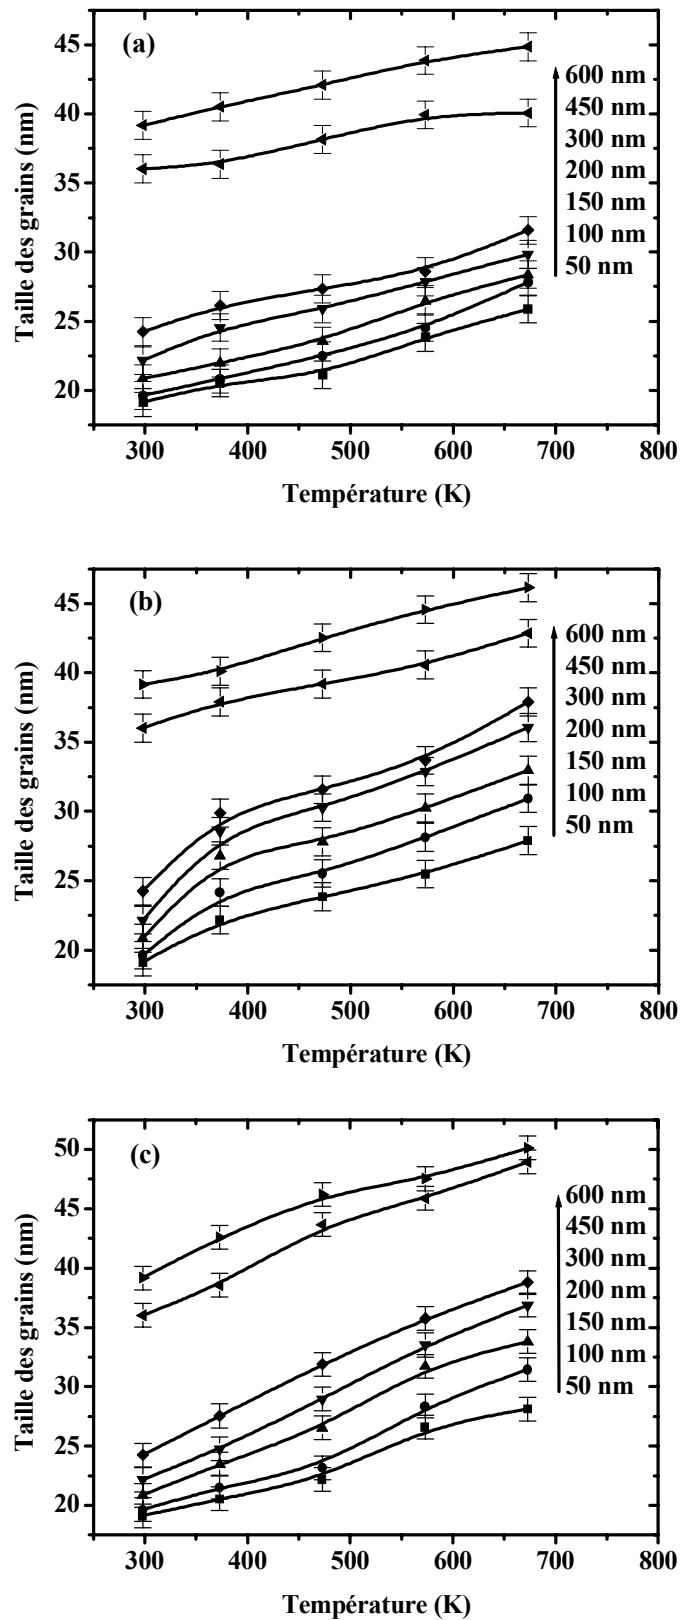 (a)
45
40
35
30
25
20
Taille des grains (nm)
600 nm
450 nm
300 nm
200 nm
150 nm
100 nm
50 nm
300 400 500 600 700 800
Température (K)
(b)
45
40
35
30
25
20
Taille des grains (nm)
600 nm
450 nm
300 nm
200 nm
150 nm
100 nm
50 nm
300 400 500 600 700 800
Température (K)
(c)
50
45
40
35
30
25
20
Taille des grains (nm)
600 nm
450 nm
300 nm
200 nm
150 nm
100 nm
50 nm
300 400 500 600 700 800
Température (K)